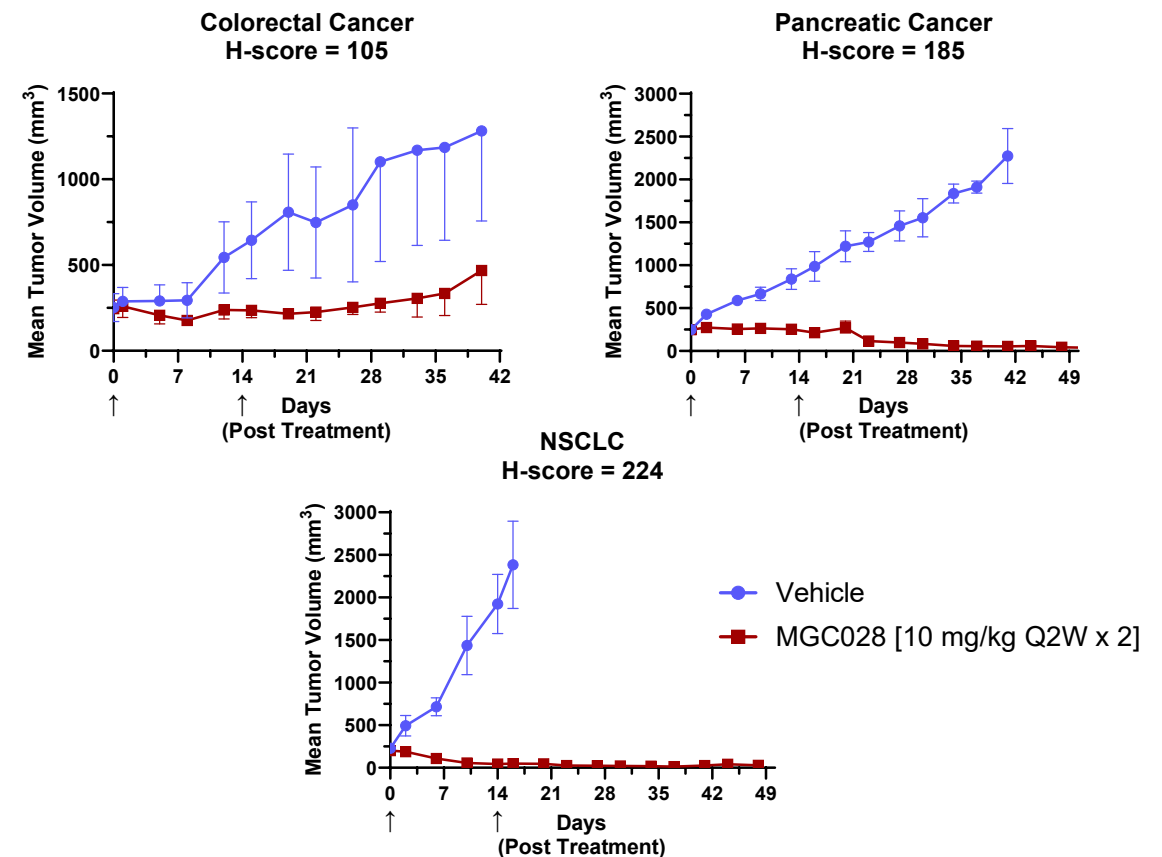 Colorectal Cancer
H-score = 105
Mean Tumor Volume (mm³)
1500
1000
500
0
0 7 14 21 28 35 42
↑ ↑ Days
(Post Treatment)
Pancreatic Cancer
H-score = 185
Mean Tumor Volume (mm³)
3000
2500
2000
1500
1000
500
0
0 7 14 21 28 35 42 49
↑ ↑ Days
(Post Treatment)
NSCLC
H-score = 224
Mean Tumor Volume (mm³)
3000
2500
2000
1500
1000
500
0
0 7 14 21 28 35 42 49
↑ ↑ Days
(Post Treatment)
Vehicle
MGC028 [10 mg/kg Q2W x 2]